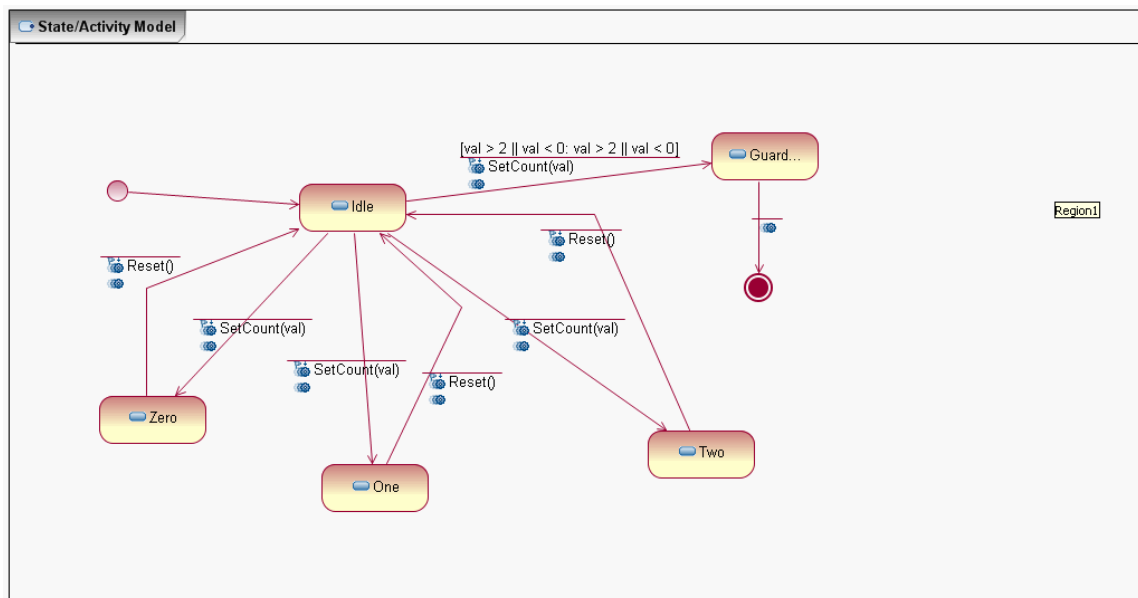 State/Activity Model
[val > 2 || val < 0: val > 2 || val < 0]
SetCount(val)
Guard...
Idle
Region1
Reset()
Reset()
SetCount(val)
SetCount(val)
SetCount(val)
Reset()
Zero
Two
One